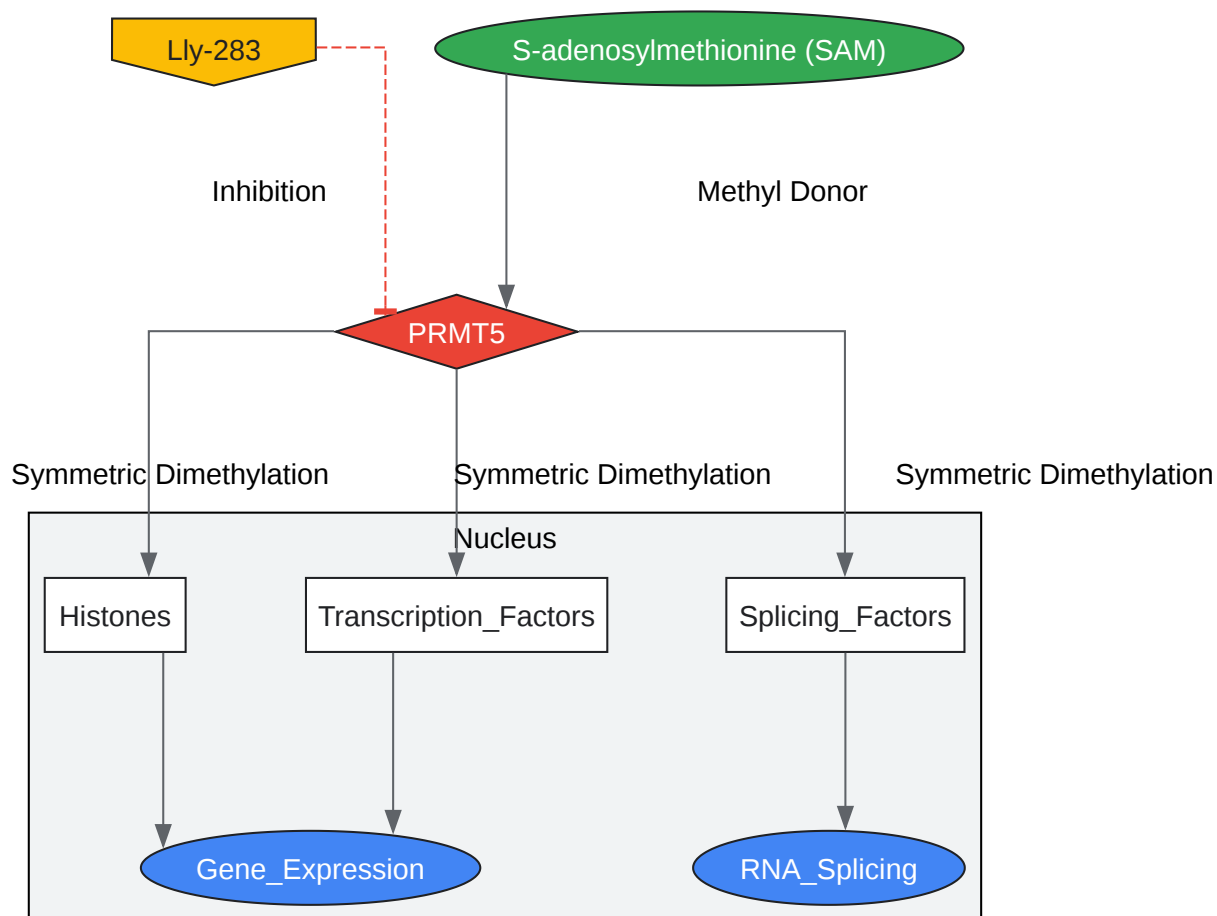 Lly-283
S-adenosylmethionine (SAM)
Inhibition
Methyl Donor
PRMT5
Symmetric Dimethylation
Symmetric Dimethylation
Symmetric Dimethylation
Nucleus
Histones
Transcription_Factors
Splicing_Factors
Gene_Expression
RNA_Splicing